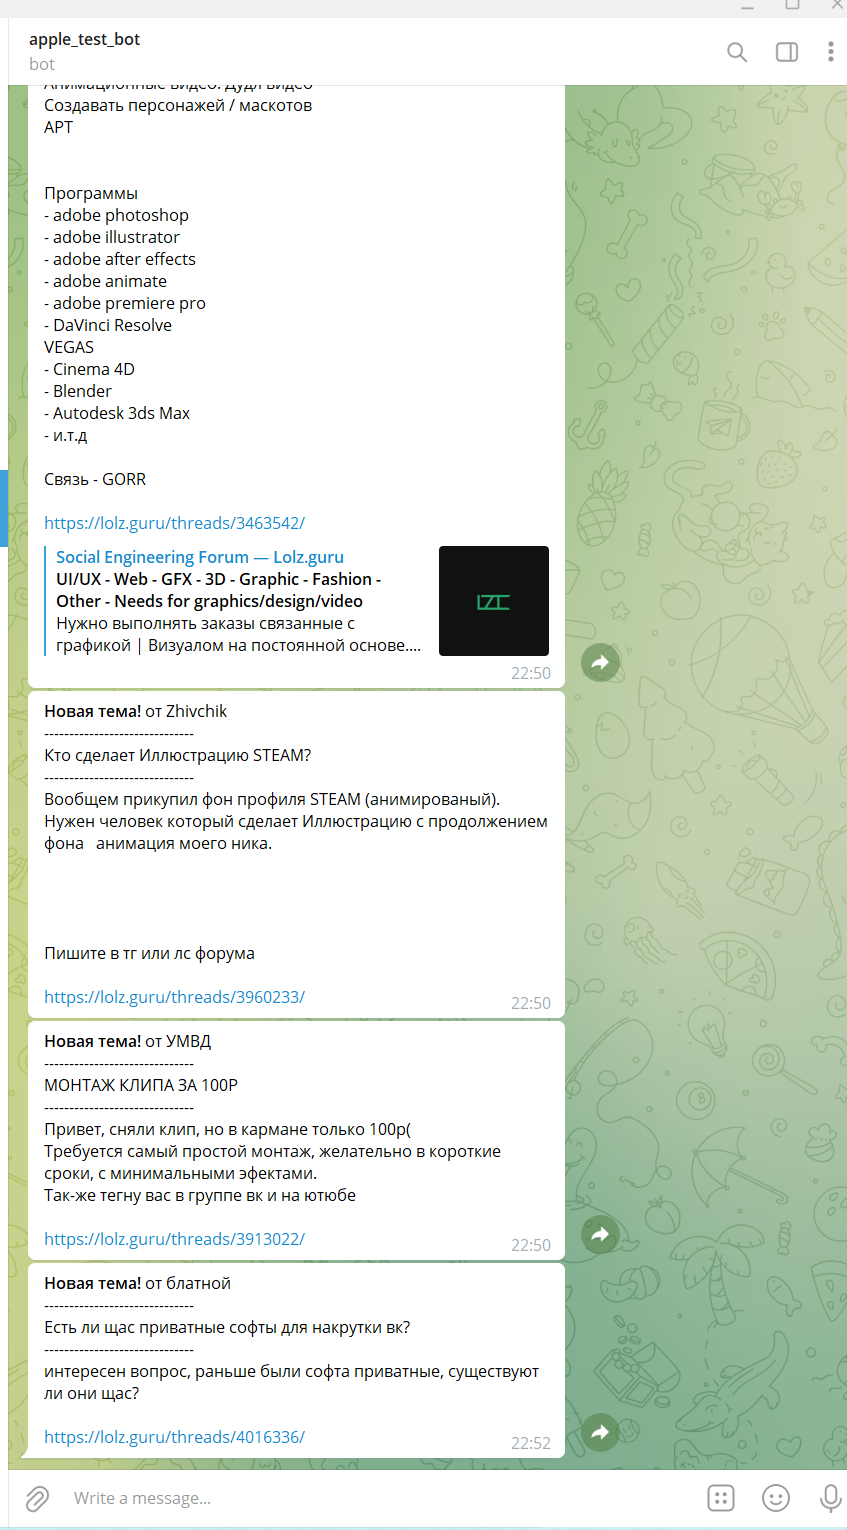 apple_test_bot
bot
Анимационные видео. Дудл видео
Создавать персонажей / маскотов
АРТ
Программы
- adobe photoshop
- adobe illustrator
- adobe after effects
- adobe animate
- adobe premiere pro
- DaVinci Resolve
VEGAS
- Cinema 4D
- Blender
- Autodesk 3ds Max
- и.т.д
Связь - GORR
https://lolz.guru/threads/3463542/
Social Engineering Forum — Lolz.guru
UI/UX - Web - GFX - 3D - Graphic - Fashion -
Other - Needs for graphics/design/video
Нужно выполнять заказы связанные с
графикой | Визуалом на постоянной основе....
LZT
22:50
Новая тема! от Zhivchik
------------------------------
Кто сделает Иллюстрацию STEAM?
------------------------------
Вообщем прикупил фон профиля STEAM (анимированый).
Нужен человек который сделает Иллюстрацию с продолжением
фона   анимация моего ника.
Пишите в тг или лс форума
https://lolz.guru/threads/3960233/
22:50
Новая тема! от УМВД
------------------------------
МОНТАЖ КЛИПА ЗА 100Р
------------------------------
Привет, сняли клип, но в кармане только 100р(
Требуется самый простой монтаж, желательно в короткие
сроки, с минимальными эфектами.
Так-же тегну вас в группе вк и на ютюбе
https://lolz.guru/threads/3913022/
22:50
Новая тема! от блатной
------------------------------
Есть ли щас приватные софты для накрутки вк?
------------------------------
интересен вопрос, раньше были софта приватные, существуют
ли они щас?
https://lolz.guru/threads/4016336/
22:52
Write a message...